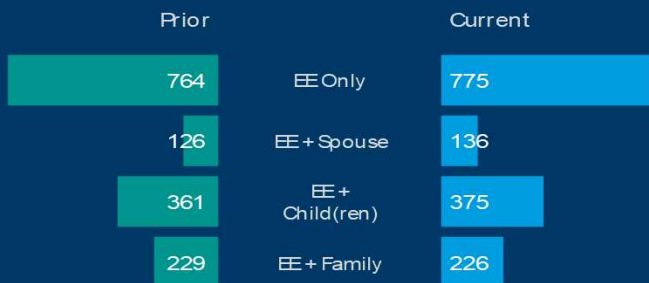 Prior Current
764 EE Only 775
126 EE + Spouse 136
361 EE + 375
Child(ren)
229 EE + Family 226